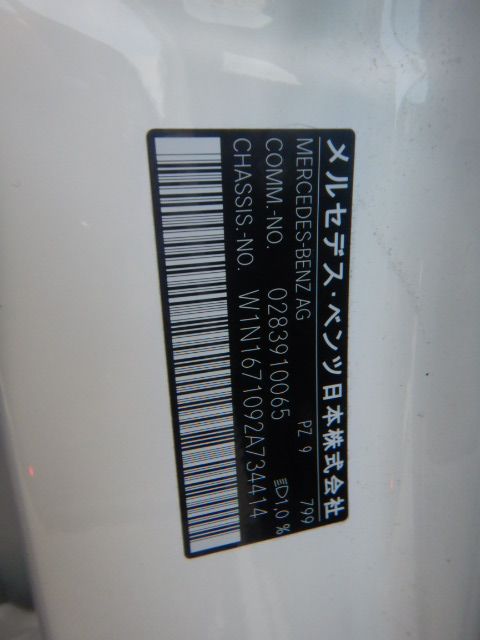 メルセデス・ベンツ日本株式会社
MERCEDES-BENZ AG PZ 9 799
COMM.-NO. 0283910065 1,0 %
CHASSIS.-NO. W1N1671092A734414